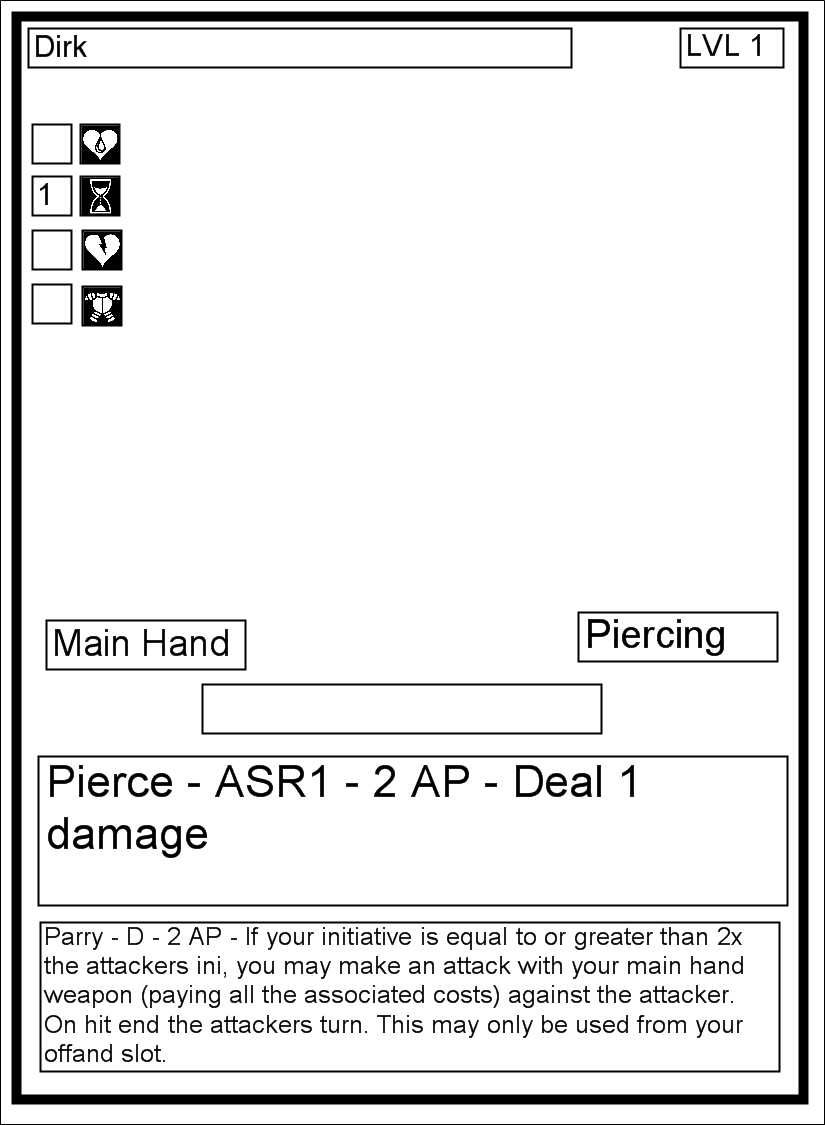 Dirk
LVL 1
1
Main Hand
Piercing
Pierce - ASR1 - 2 AP - Deal 1
damage
Parry - D - 2 AP - If your initiative is equal to or greater than 2x
the attackers ini, you may make an attack with your main hand
weapon (paying all the associated costs) against the attacker.
On hit end the attackers turn. This may only be used from your
offand slot.